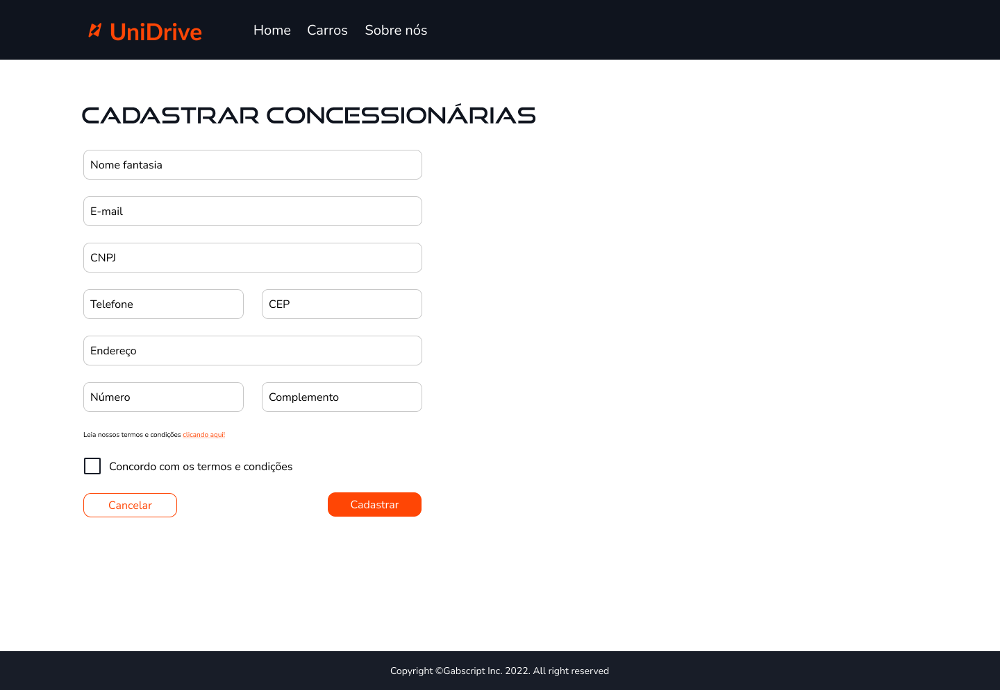 UniDrive Home Carros Sobre nós
CADASTRAR CONCESSIONÁRIAS
Nome fantasia
E-mail
CNPJ
Telefone CEP
Endereço
Número Complemento
Leia nossos termos e condições clicando aqui!
Concordo com os termos e condições
Cancelar Cadastrar
Copyright ©Gabscript Inc. 2022. All right reserved